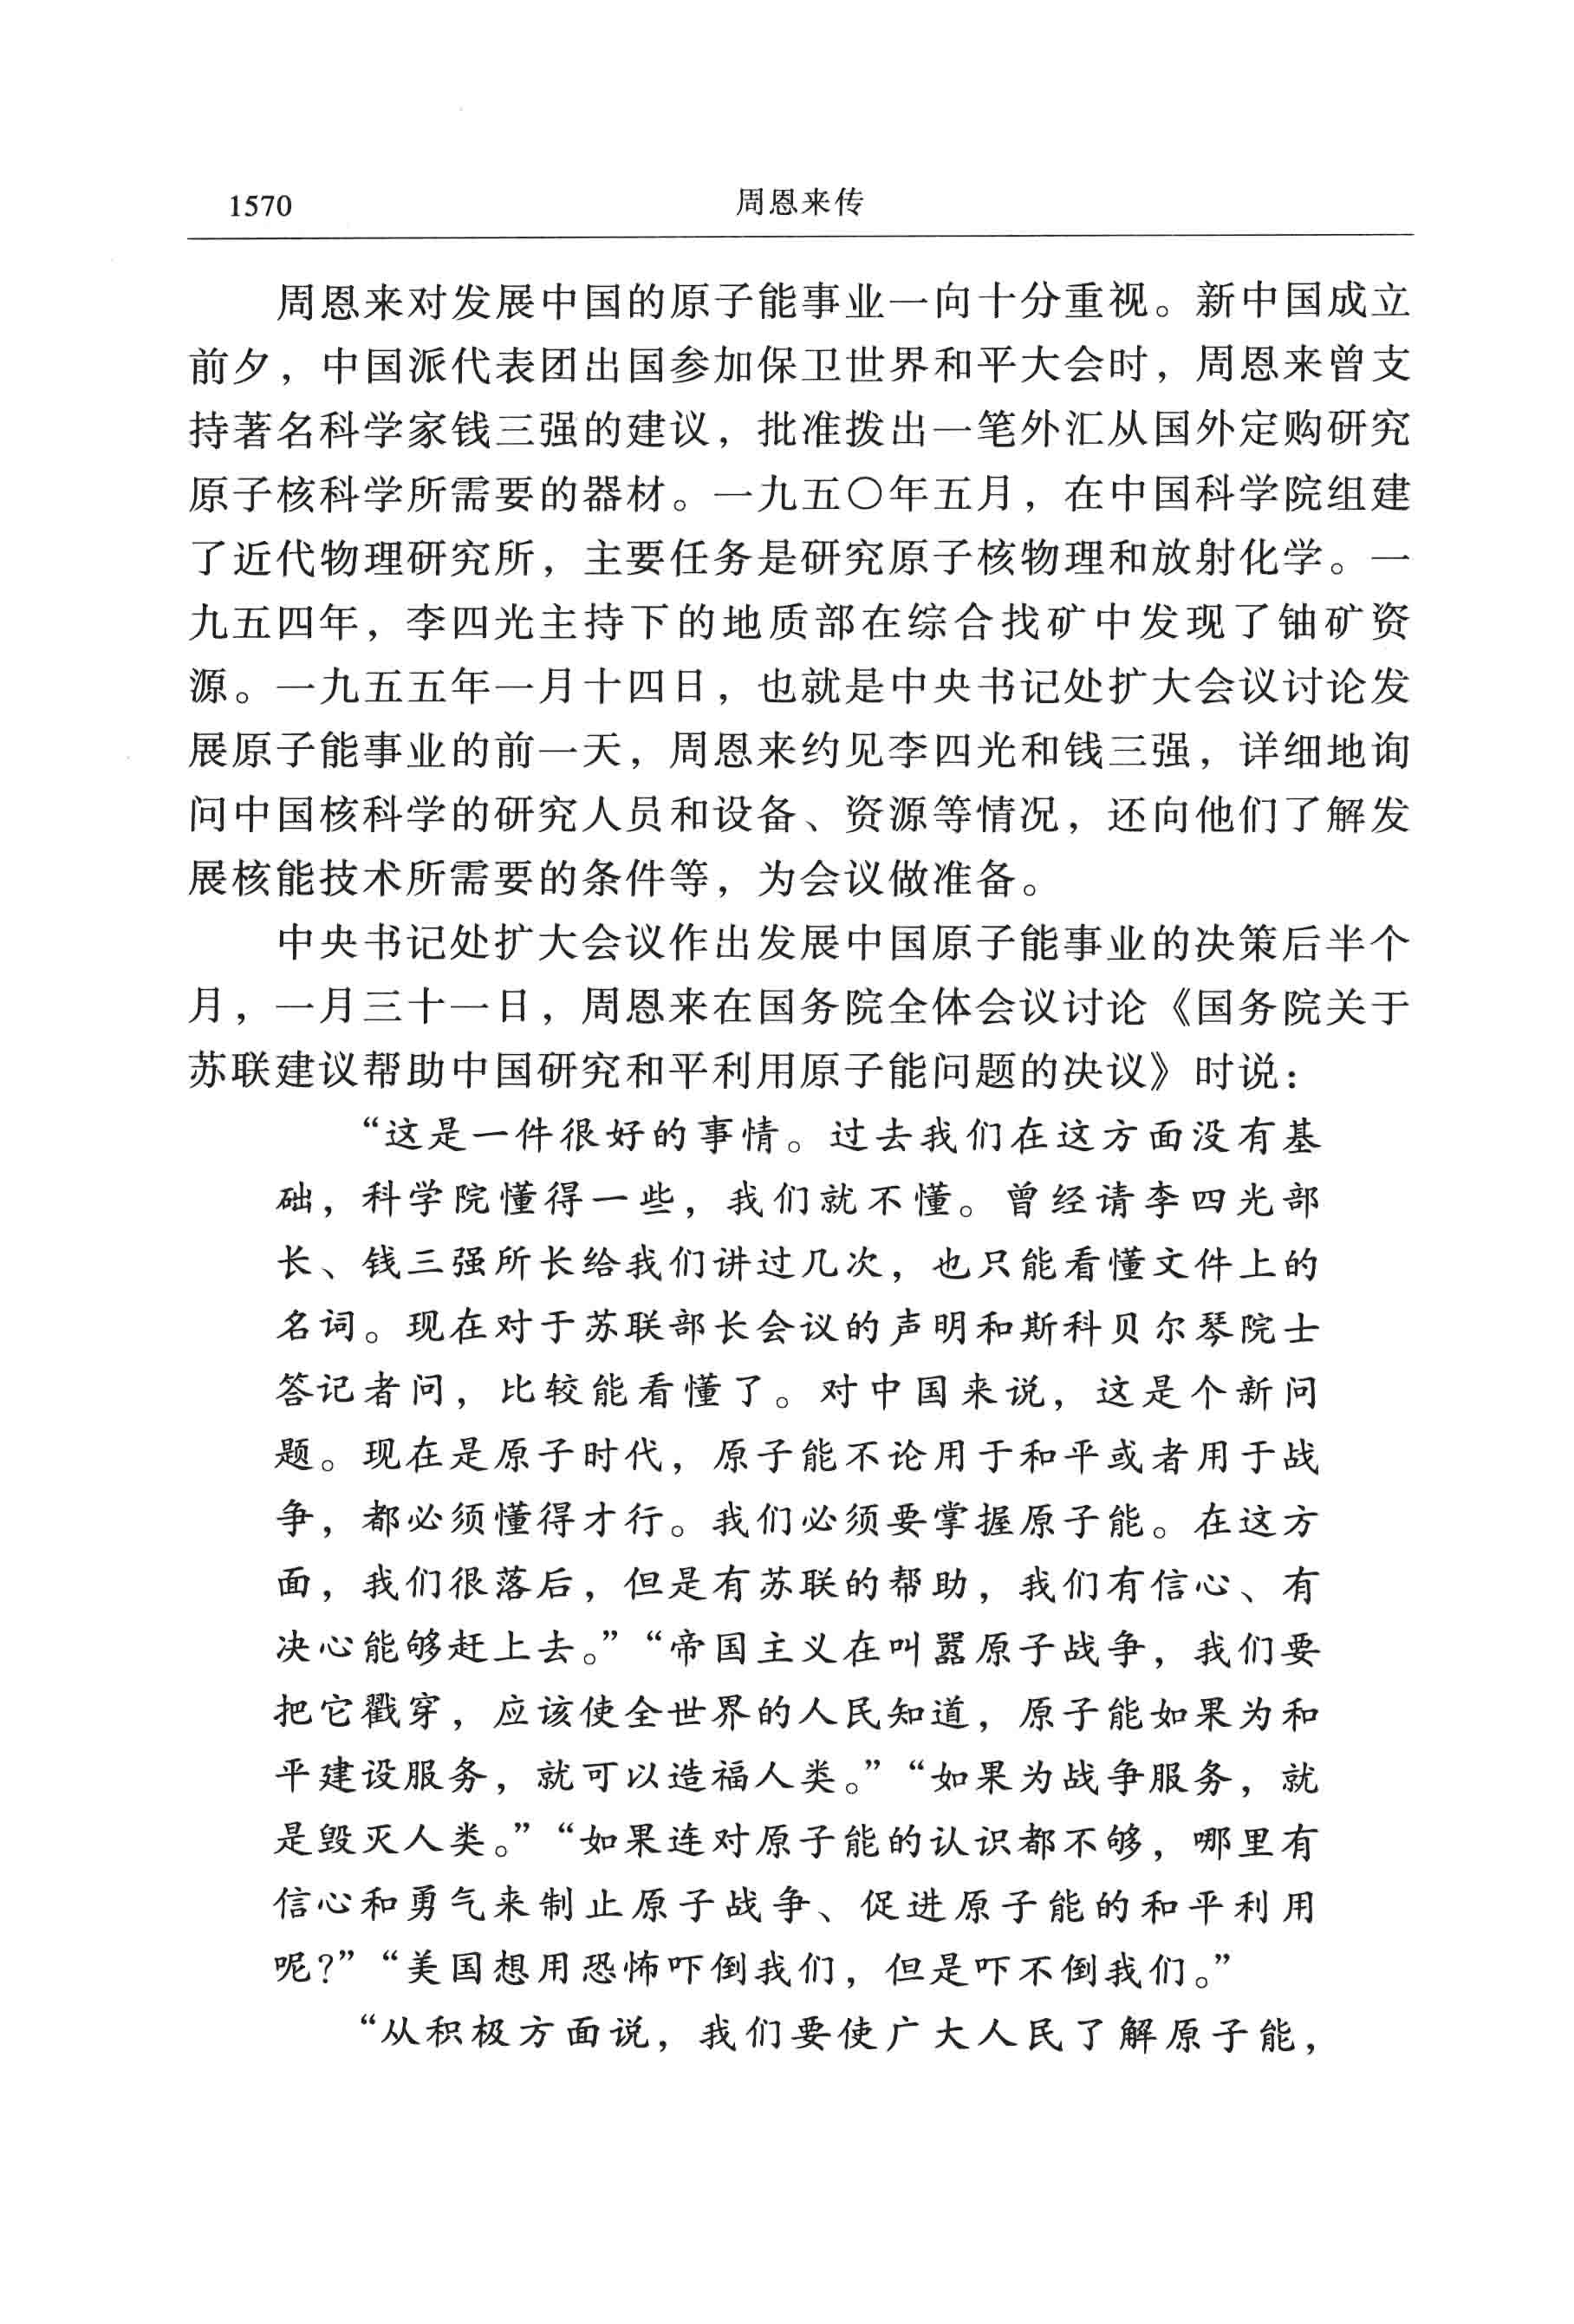 1570
周恩来传
周恩来对发展中国的原子能事业一向十分重视。新中国成立
前夕，中国派代表团出国参加保卫世界和平大会时，周恩来曾支
持著名科学家钱三强的建议，批准拨出一笔外汇从国外定购研究
原子核科学所需要的器材。一九五〇年五月，在中国科学院组建
了近代物理研究所，主要任务是研究原子核物理和放射化学。一
九五四年，李四光主持下的地质部在综合找矿中发现了铀矿资
源。一九五五年一月十四日，也就是中央书记处扩大会议讨论发
展原子能事业的前一天，周恩来约见李四光和钱三强，详细地询
问中国核科学的研究人员和设备、资源等情况，还向他们了解发
展核能技术所需要的条件等，为会议做准备。
中央书记处扩大会议作出发展中国原子能事业的决策后半个
月，一月三十一日，周恩来在国务院全体会议讨论《国务院关于
苏联建议帮助中国研究和平利用原子能问题的决议》时说：
“这是一件很好的事情。过去我们在这方面没有基
础，科学院懂得一些，我们就不懂。曾经请李四光部
长、钱三强所长给我们讲过几次，也只能看懂文件上的
名词。现在对于苏联部长会议的声明和斯科贝尔琴院士
答记者问，比较能看懂了。对中国来说，这是个新问
题。现在是原子时代，原子能不论用于和平或者用于战
争，都必须懂得才行。我们必须要掌握原子能。在这方
面，我们很落后，但是有苏联的帮助，我们有信心、有
决心能够赶上去。”“帝国主义在叫嚣原子战争，我们要
把它戳穿，应该使全世界的人民知道，原子能如果为和
平建设服务，就可以造福人类。”“如果为战争服务，就
是毁灭人类。”“如果连对原子能的认识都不够，哪里有
信心和勇气来制止原子战争、促进原子能的和平利用
呢？”“美国想用恐怖吓倒我们，但是吓不倒我们。”
“从积极方面说，我们要使广大人民了解原子能，